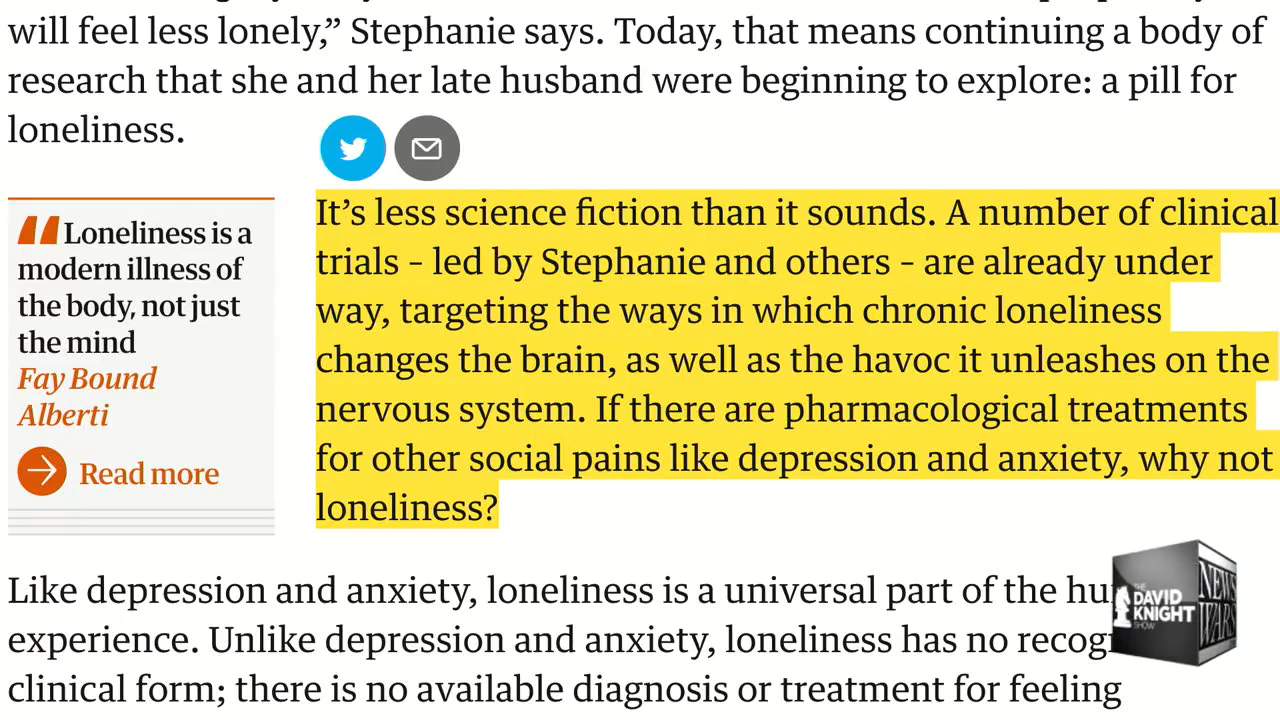 will feel less lonely,” Stephanie says. Today, that means continuing a body of
research that she and her late husband were beginning to explore: a pill for
loneliness.
Loneliness is a
modern illness of
the body, not just
the mind
Fay Bound
Alberti
Read more
It’s less science fiction than it sounds. A number of clinical
trials – led by Stephanie and others – are already under
way, targeting the ways in which chronic loneliness
changes the brain, as well as the havoc it unleashes on the
nervous system. If there are pharmacological treatments
for other social pains like depression and anxiety, why not
loneliness?
Like depression and anxiety, loneliness is a universal part of the hu
experience. Unlike depression and anxiety, loneliness has no recog
clinical form; there is no available diagnosis or treatment for feeling
THE
DAVID
KNIGHT
SHOW
NEWS
WARS